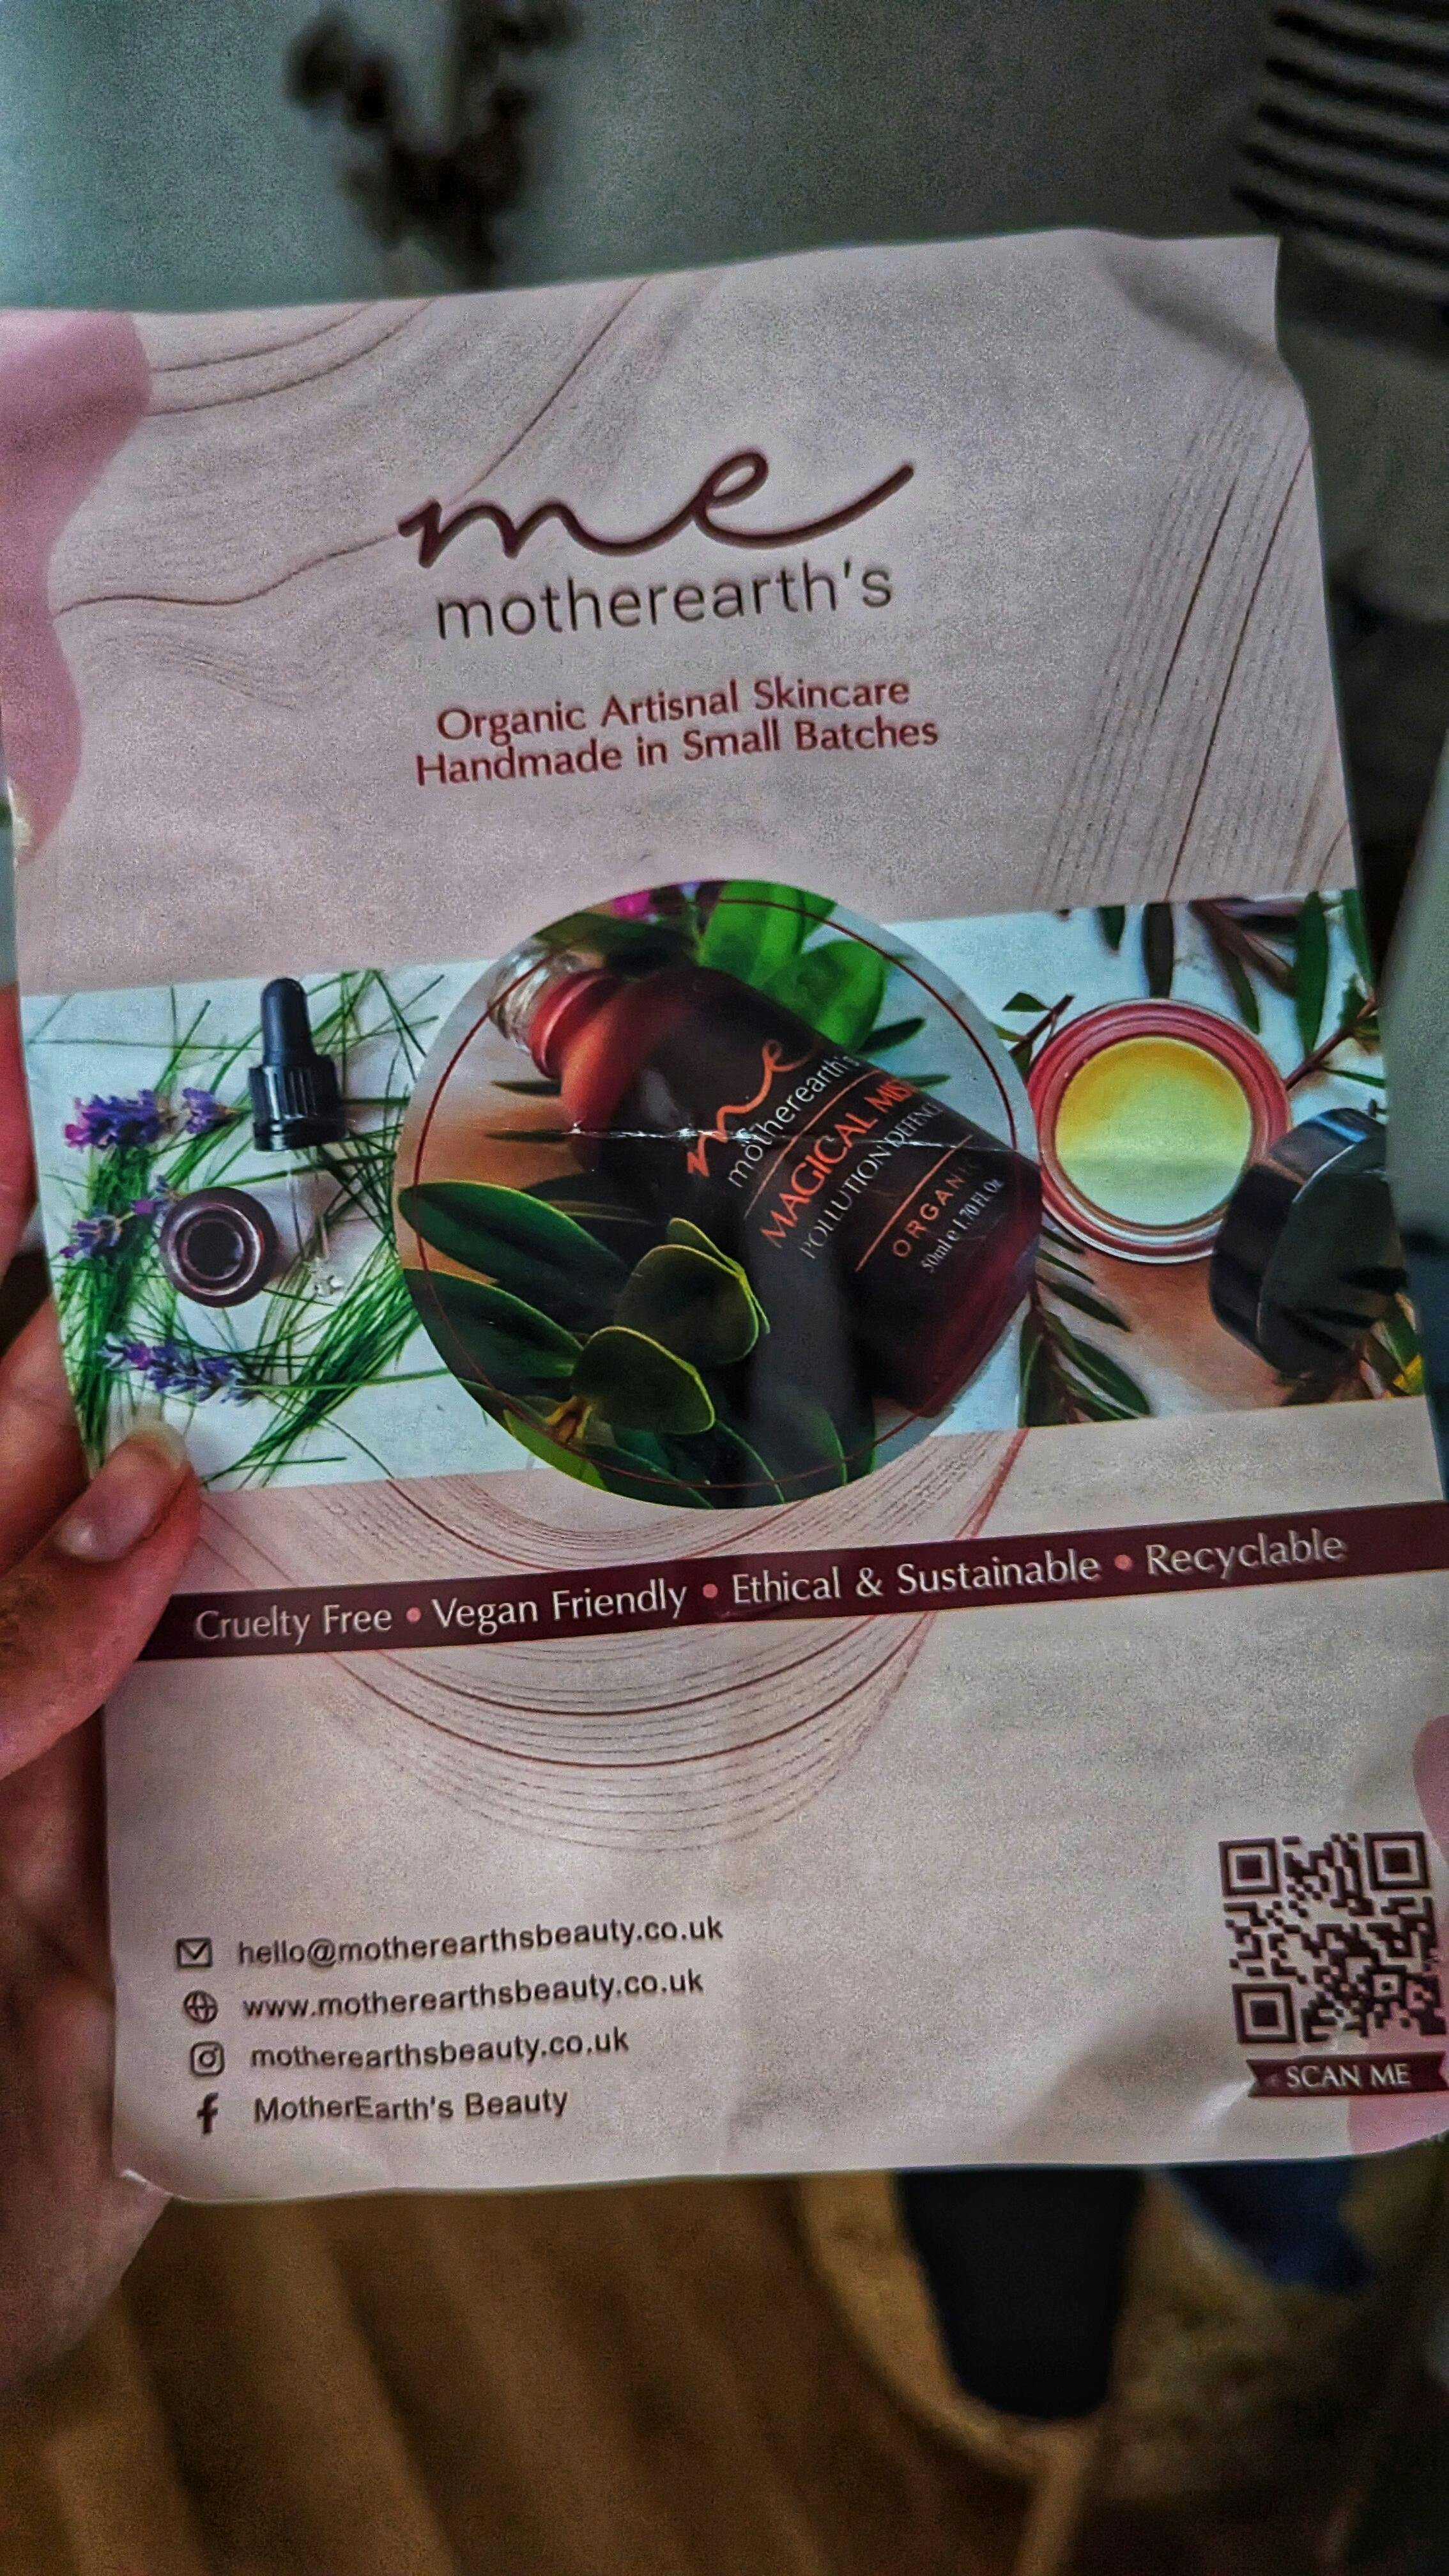 me
motherearth's
Organic Artisnal Skincare
Handmade in Small Batches
me
motherearth's
MAGICAL MIST
POLLUTION DEFENCE
ORGANIC
50ml e 1.70 Fl.Oz
Cruelty Free • Vegan Friendly • Ethical & Sustainable • Recyclable
hello@motherearthsbeauty.co.uk
www.motherearthsbeauty.co.uk
motherearthsbeauty.co.uk
MotherEarth's Beauty
SCAN ME